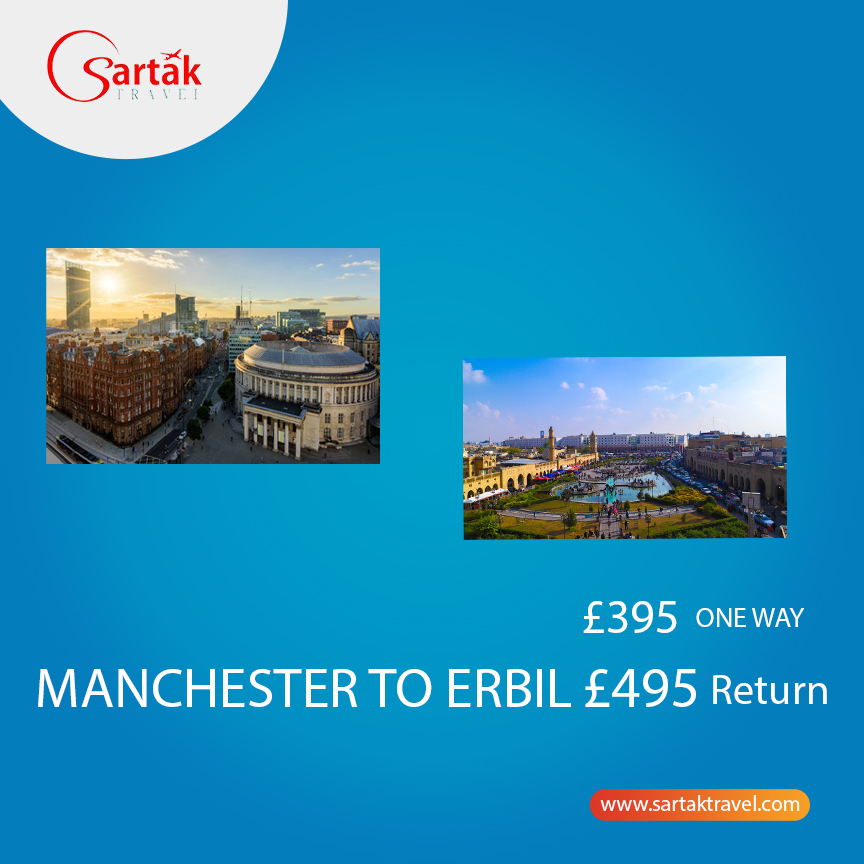 Sartak
TRAVEL
£395 ONE WAY
MANCHESTER TO ERBIL £495 Return
www.sartaktravel.com